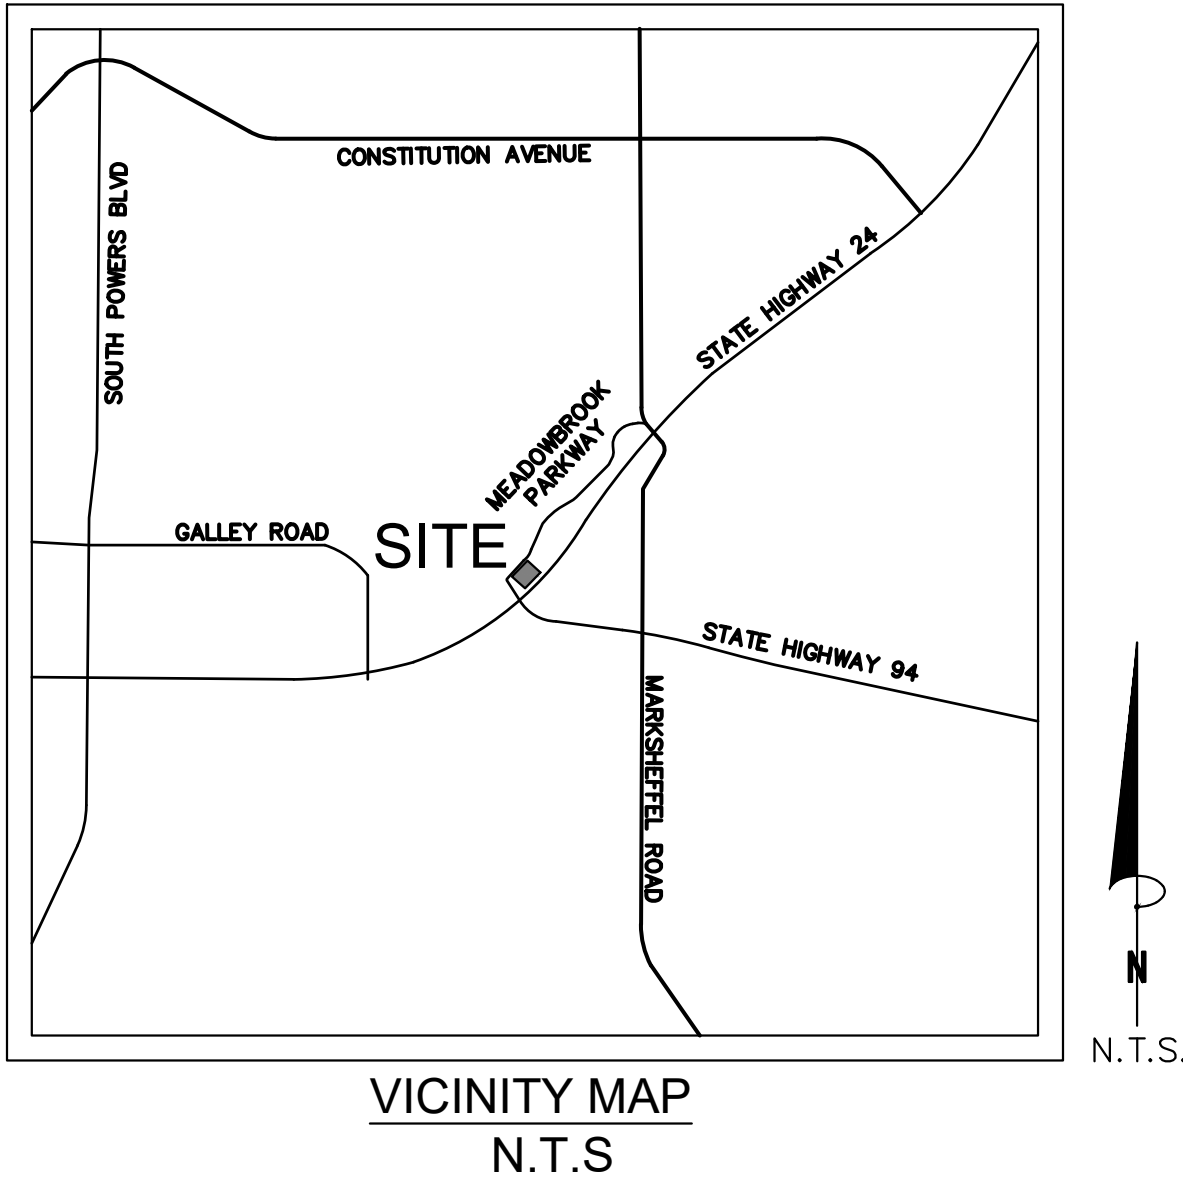 CONSTITUTION AVENUE
SOUTH POWERS BLVD
STATE HIGHWAY 24
MEADOWBROOK
PARKWAY
GALLEY ROAD
SITE
STATE HIGHWAY 94
MARKSHEFFEL ROAD
N
N.T.S.
VICINITY MAP
N.T.S